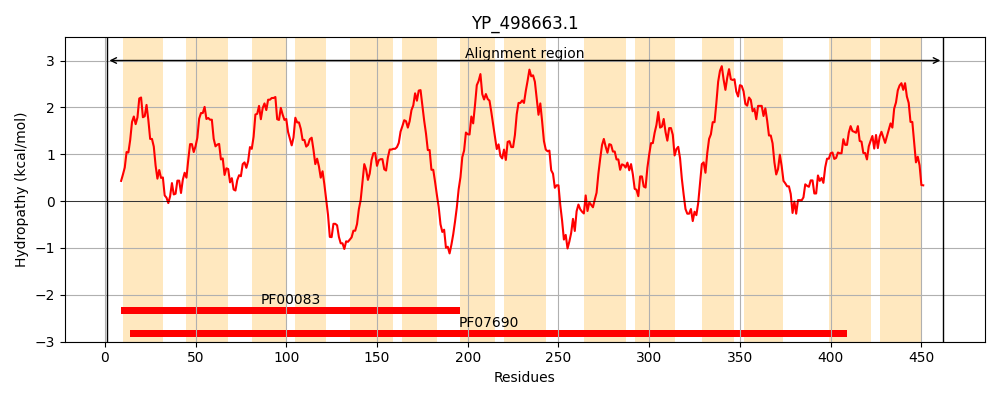 YP_498663.1
Alignment region
3
2
1
0
−1
−2
−3
Hydropathy (kcal/mol)
PF00083
PF07690
0 50 100 150 200 250 300 350 400 450
Residues